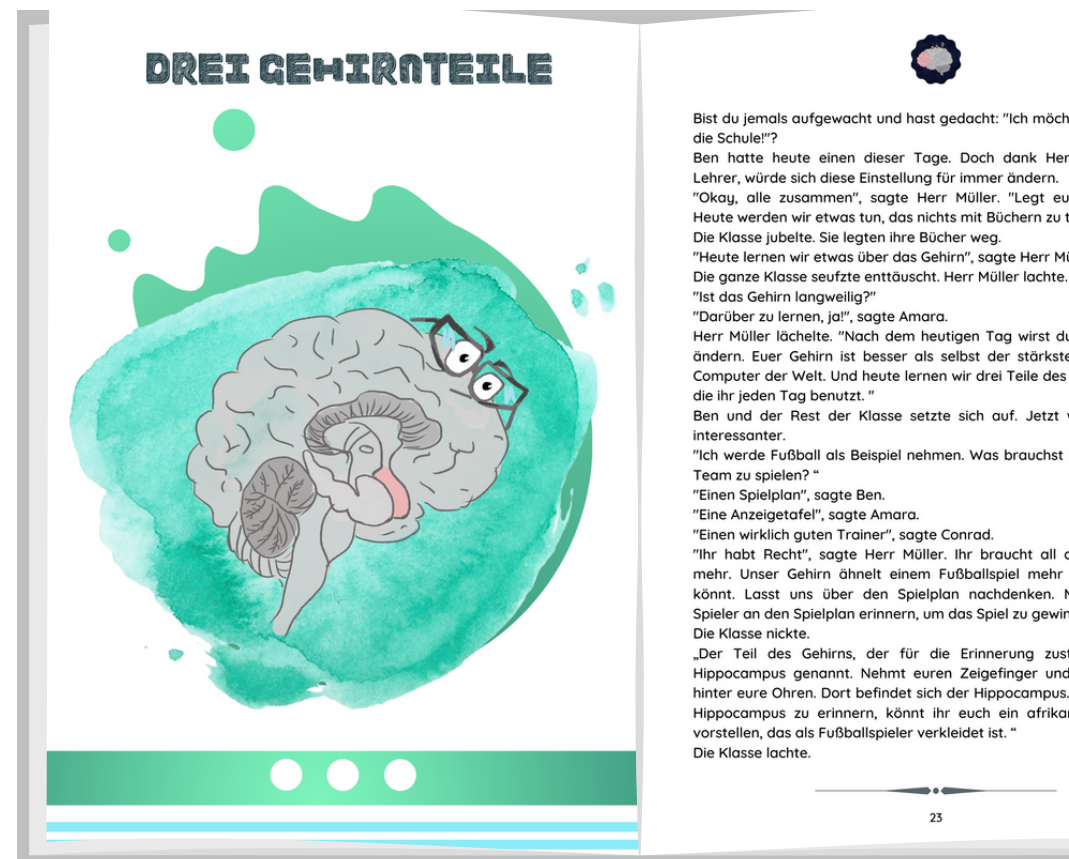 DREI GEHIRNTEILE
Bist du jemals aufgewacht und hast gedacht: "Ich möch
die Schule!"?
Ben hatte heute einen dieser Tage. Doch dank Her
Lehrer, würde sich diese Einstellung für immer ändern.
"Okay, alle zusammen", sagte Herr Müller. "Legt eu
Heute werden wir etwas tun, das nichts mit Büchern zu t
Die Klasse jubelte. Sie legten ihre Bücher weg.
"Heute lernen wir etwas über das Gehirn", sagte Herr Mü
Die ganze Klasse seufzte enttäuscht. Herr Müller lachte.
"Ist das Gehirn langweilig?"
"Darüber zu lernen, ja!", sagte Amara.
Herr Müller lächelte. "Nach dem heutigen Tag wirst du
ändern. Euer Gehirn ist besser als selbst der stärkste
Computer der Welt. Und heute lernen wir drei Teile des
die ihr jeden Tag benutzt. "
Ben und der Rest der Klasse setzte sich auf. Jetzt
interessanter.
"Ich werde Fußball als Beispiel nehmen. Was brauchst
Team zu spielen? “
"Einen Spielplan", sagte Ben.
"Eine Anzeigetafel", sagte Amara.
"Einen wirklich guten Trainer", sagte Conrad.
"Ihr habt Recht", sagte Herr Müller. Ihr braucht all
mehr. Unser Gehirn ähnelt einem Fußballspiel mehr
könnt. Lasst uns über den Spielplan nachdenken.
Spieler an den Spielplan erinnern, um das Spiel zu gewin
Die Klasse nickte.
„Der Teil des Gehirns, der für die Erinnerung zust
Hippocampus genannt. Nehmt euren Zeigefinger und
hinter eure Ohren. Dort befindet sich der Hippocampus.
Hippocampus zu erinnern, könnt ihr euch ein afrika
vorstellen, das als Fußballspieler verkleidet ist. “
Die Klasse lachte.
23